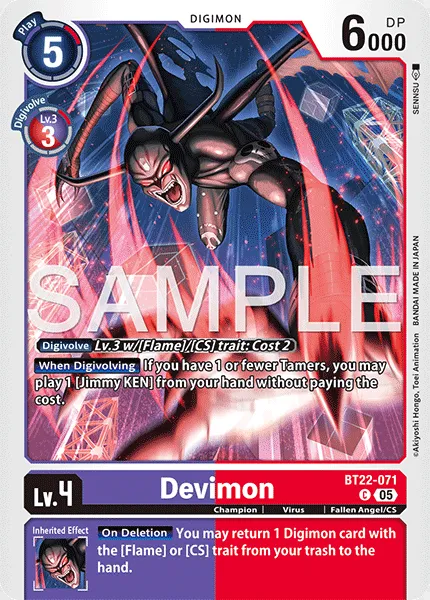 Play
5
DIGIMON
6000
DP
Digivolve
Lv.3
3
SENNSU
SAMPLE
Digivolve Lv.3 w/[Flame]/[CS] trait: Cost 2
When Digivolving If you have 1 or fewer Tamers, you may
play 1 [Jimmy KEN] from your hand without paying the
cost.
©Akiyoshi Hongo, Toei Animation BANDAI MADE IN JAPAN
Lv.4
Devimon
BT22-071
C 05
Champion | Virus | Fallen Angel/CS
Inherited Effect
On Deletion You may return 1 Digimon card with
the [Flame] or [CS] trait from your trash to the
hand.